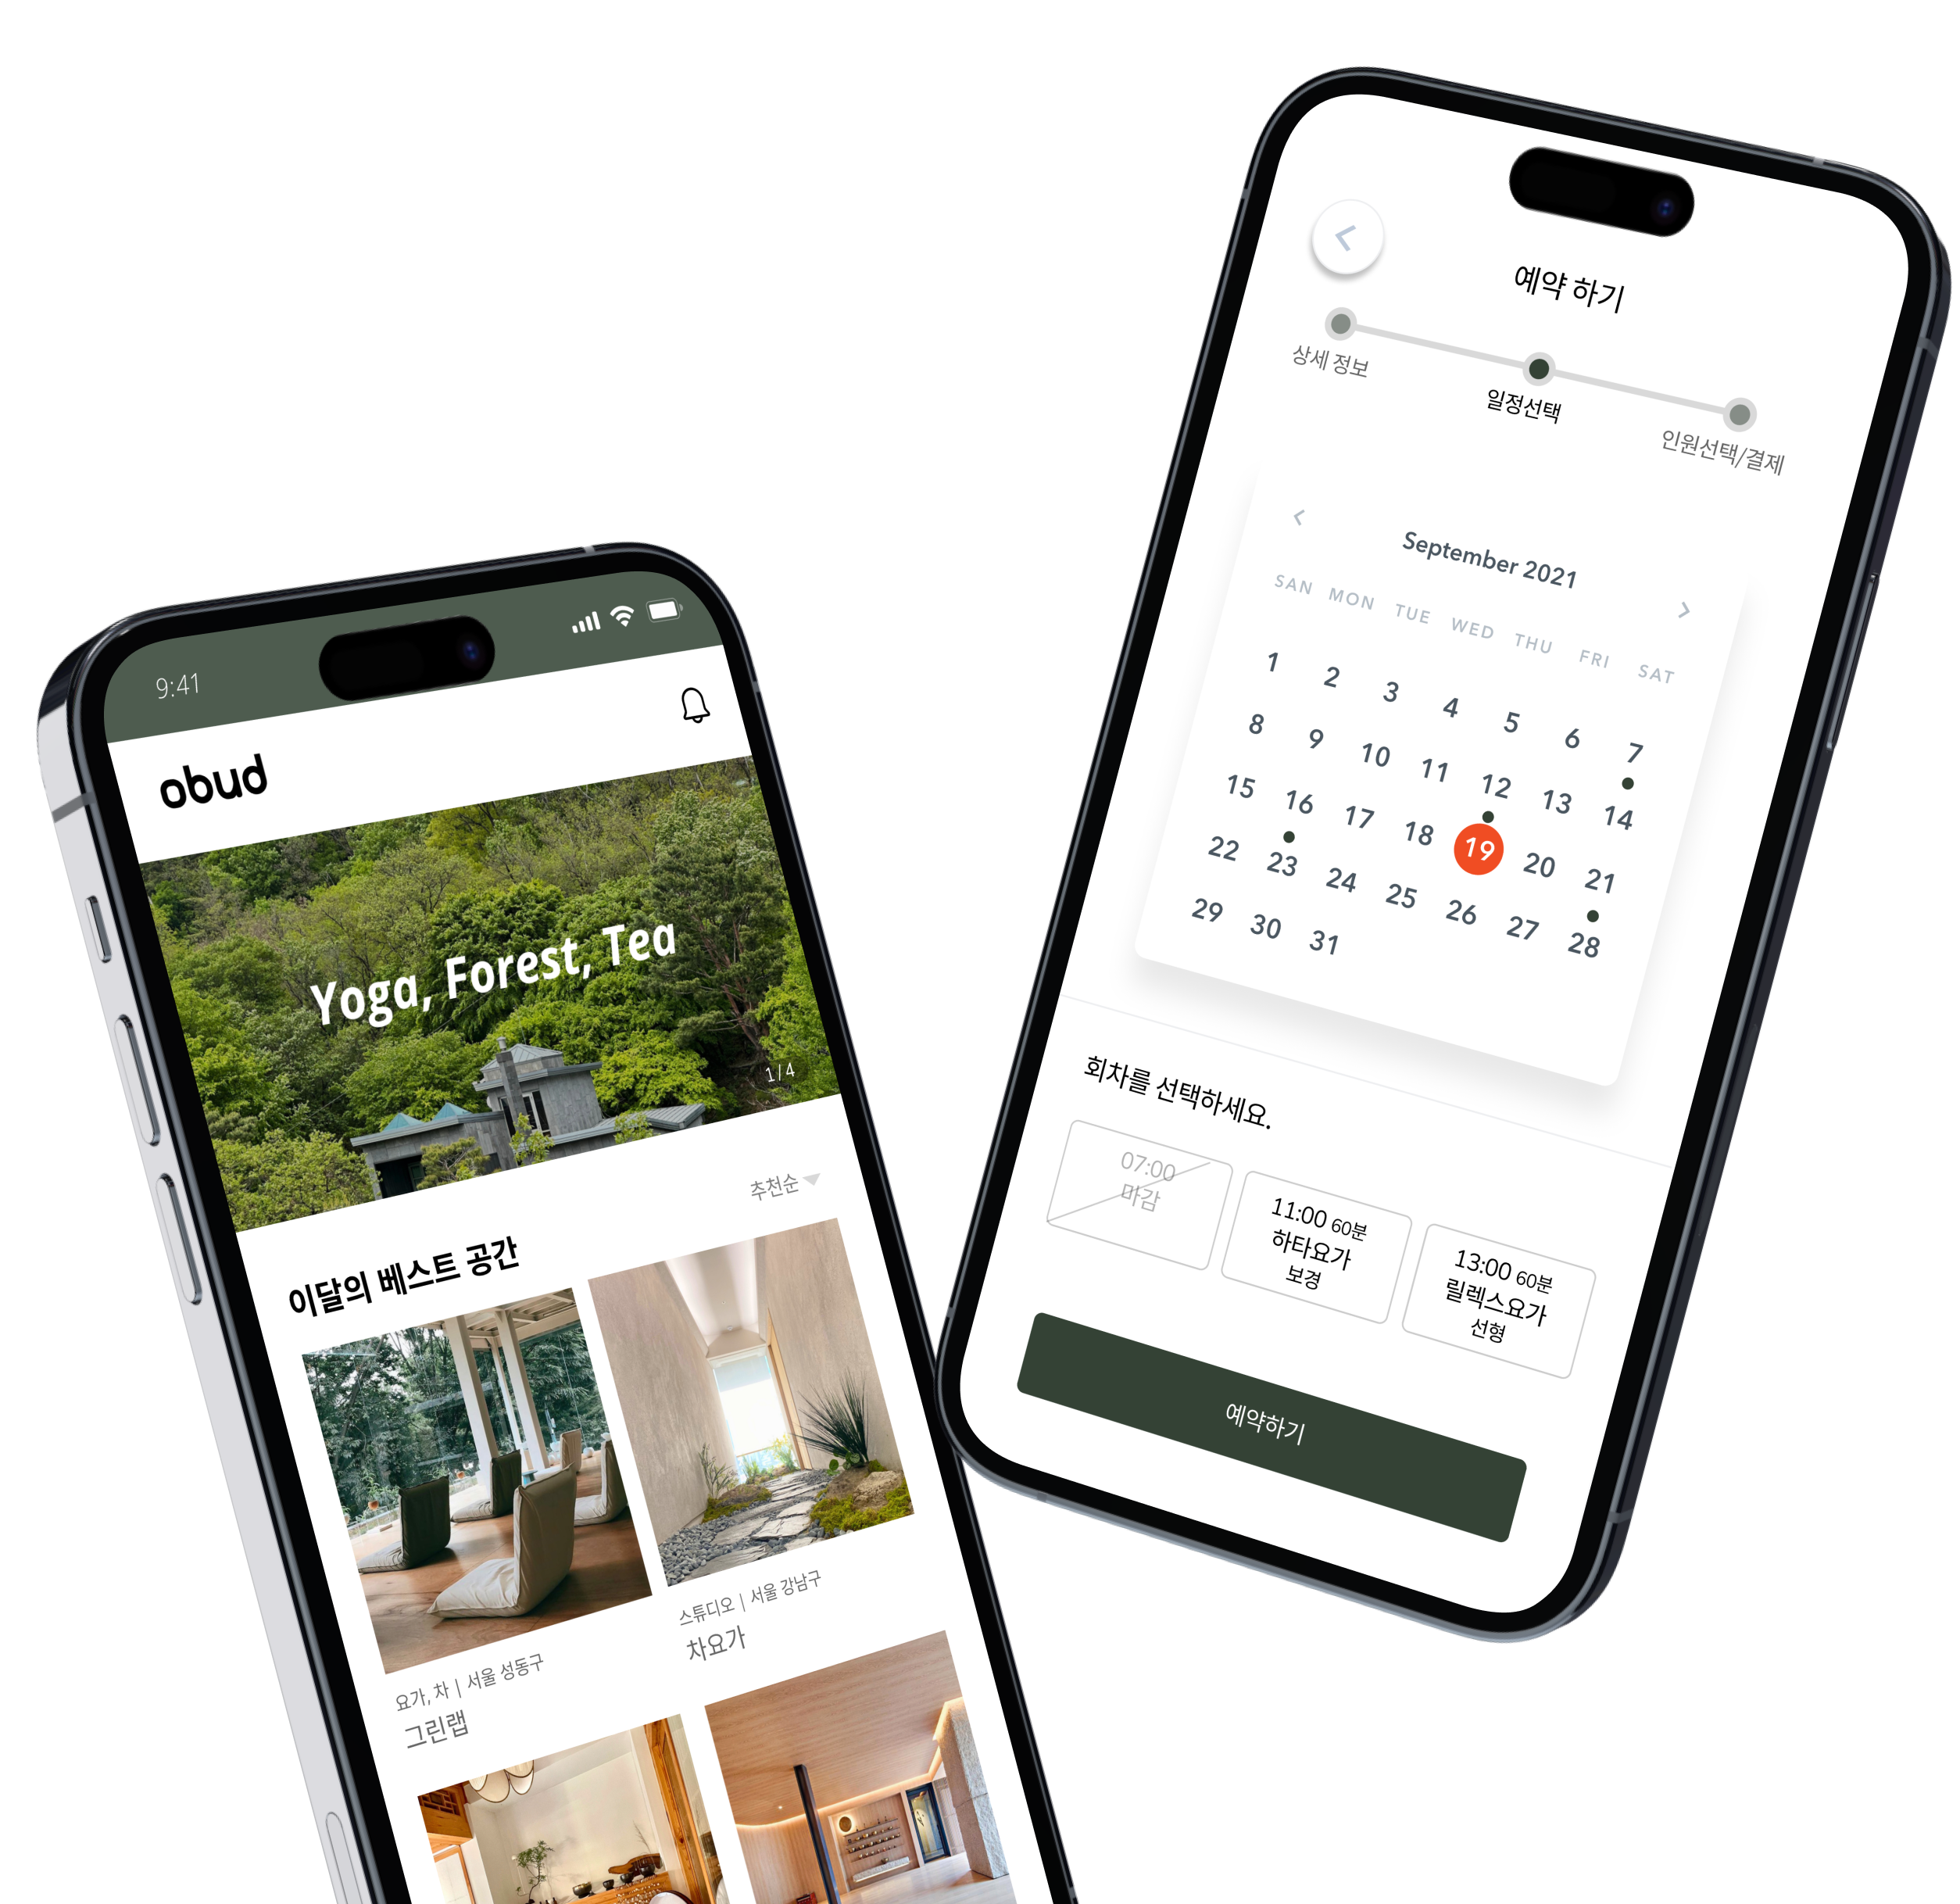 9:41
obud
Yoga, Forest, Tea
1/4
추천순
이달의 베스트 공간
요가, 차 | 서울 성동구
그린랩
스튜디오 | 서울 강남구
차요가
예약 하기
상세 정보
일정선택
인원선택/결제
September 2021
SAN MON TUE WED THU FRI SAT
1 2 3 4 5 6 7
8 9 10 11 12 13 14
15 16 17 18 19 20 21
22 23 24 25 26 27 28
29 30 31
회차를 선택하세요.
07:00
마감
11:00 60분
하타요가
보경
13:00 60분
릴렉스요가
선형
예약하기